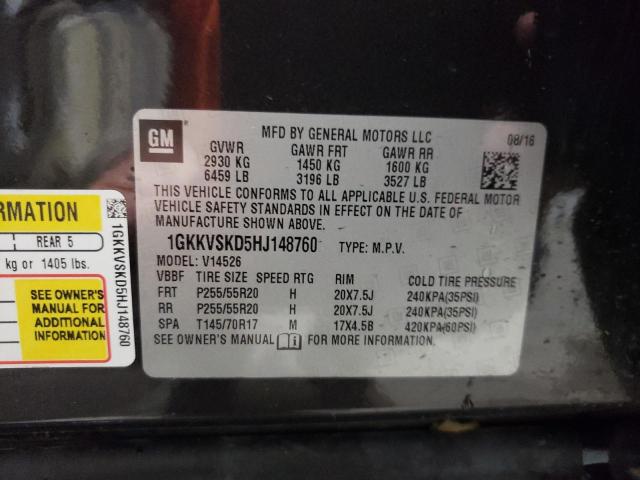 GM
MFD BY GENERAL MOTORS LLC
08/16
GVWR GAWR FRT GAWR RR
2930 KG 1450 KG 1600 KG
6459 LB 3196 LB 3527 LB
THIS VEHICLE CONFORMS TO ALL APPLICABLE U.S. FEDERAL MOTOR
VEHICLE SAFETY STANDARDS IN EFFECT ON THE DATE OF
MANUFACTURE SHOWN ABOVE.
1GKKVSKD5HJ148760 TYPE: M.P.V.
MODEL: V14526
VBBF TIRE SIZE SPEED RTG RIM COLD TIRE PRESSURE
FRT P255/55R20 H 20X7.5J 240KPA(35PSI)
RR P255/55R20 H 20X7.5J 240KPA(35PSI)
SPA T145/70R17 M 17X4.5B 420KPA(60PSI)
SEE OWNER'S MANUAL FOR MORE INFORMATION.
RMATION
REAR 5
kg or 1405 lbs.
SEE OWNER'S
MANUAL FOR
ADDITIONAL
INFORMATION
1GKKVSKD5HJ148760